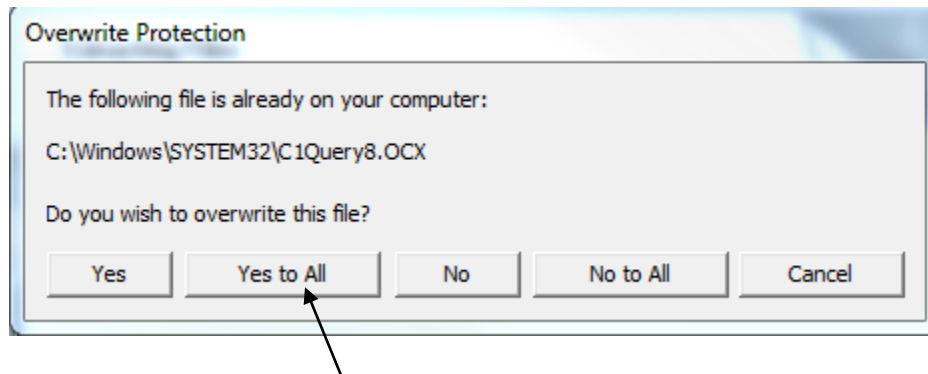 Overwrite Protection
The following file is already on your computer:
C:\Windows\SYSTEM32\C1Query8.OCX
Do you wish to overwrite this file?
Yes Yes to All No No to All Cancel